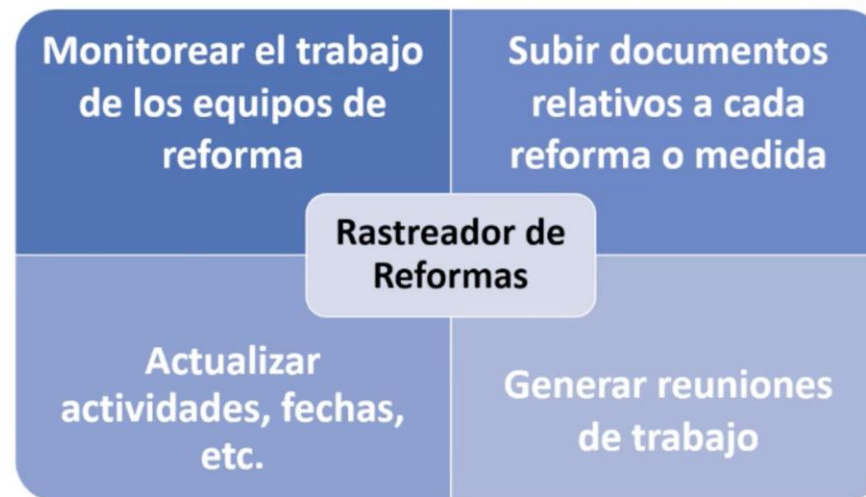 Monitorear el trabajo
de los equipos de
reforma
Subir documentos
relativos a cada
reforma o medida
Rastreador de
Reformas
Actualizar
actividades, fechas,
etc.
Generar reuniones
de trabajo